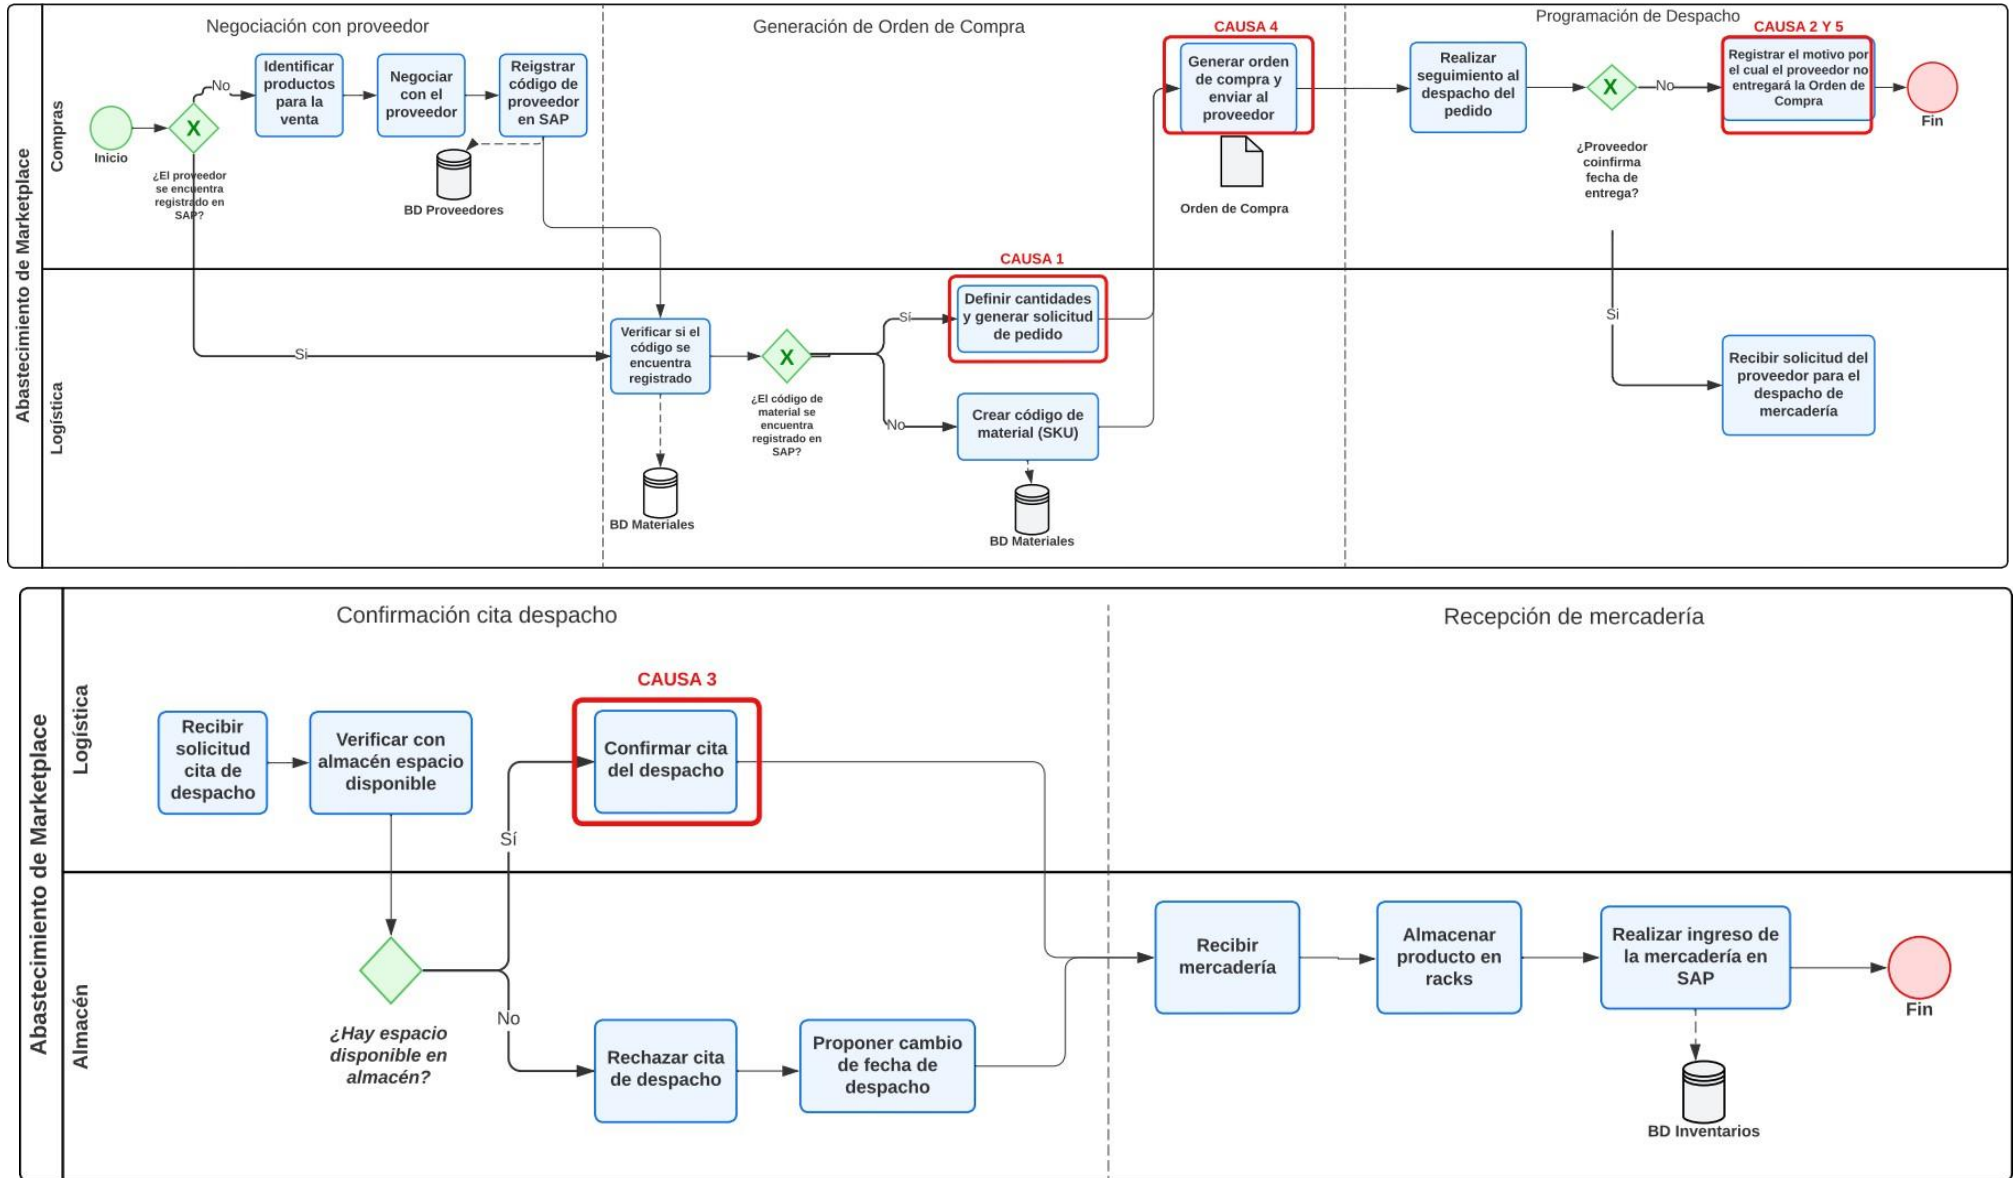 Negociación con proveedor
Generación de Orden de Compra
Programación de Despacho
Abastecimiento de Marketplace
Compras
Inicio
X
¿El proveedor
se encuentra
registrado en
SAP?
No
Identificar
productos
para la
venta
Negociar
con el
proveedor
Reigstrar
código de
proveedor
en SAP
BD Proveedores
CAUSA 4
Generar orden
de compra y
enviar al
proveedor
Orden de Compra
Realizar
seguimiento al
despacho del
pedido
X
¿Proveedor
coinfirma
fecha de
entrega?
No
CAUSA 2 Y 5
Registrar el motivo por
el cual el proveedor no
entregará la Orden de
Compra
Fin
Logística
Si
Verificar si el
código se
encuentra
registrado
BD Materiales
X
¿El código de
material se
encuentra
registrado en
SAP?
Sí
CAUSA 1
Definir cantidades
y generar solicitud
de pedido
No
Crear código de
material (SKU)
BD Materiales
Si
Recibir solicitud del
proveedor para el
despacho de
mercadería
Confirmación cita despacho
Recepción de mercadería
Abastecimiento de Marketplace
Logística
Recibir
solicitud
cita de
despacho
Verificar con
almacén espacio
disponible
Sí
CAUSA 3
Confirmar cita
del despacho
Almacén
¿Hay espacio
disponible en
almacén?
No
Rechazar cita
de despacho
Proponer cambio
de fecha de
despacho
Recibir
mercadería
Almacenar
producto en
racks
Realizar ingreso de
la mercadería en
SAP
BD Inventarios
Fin